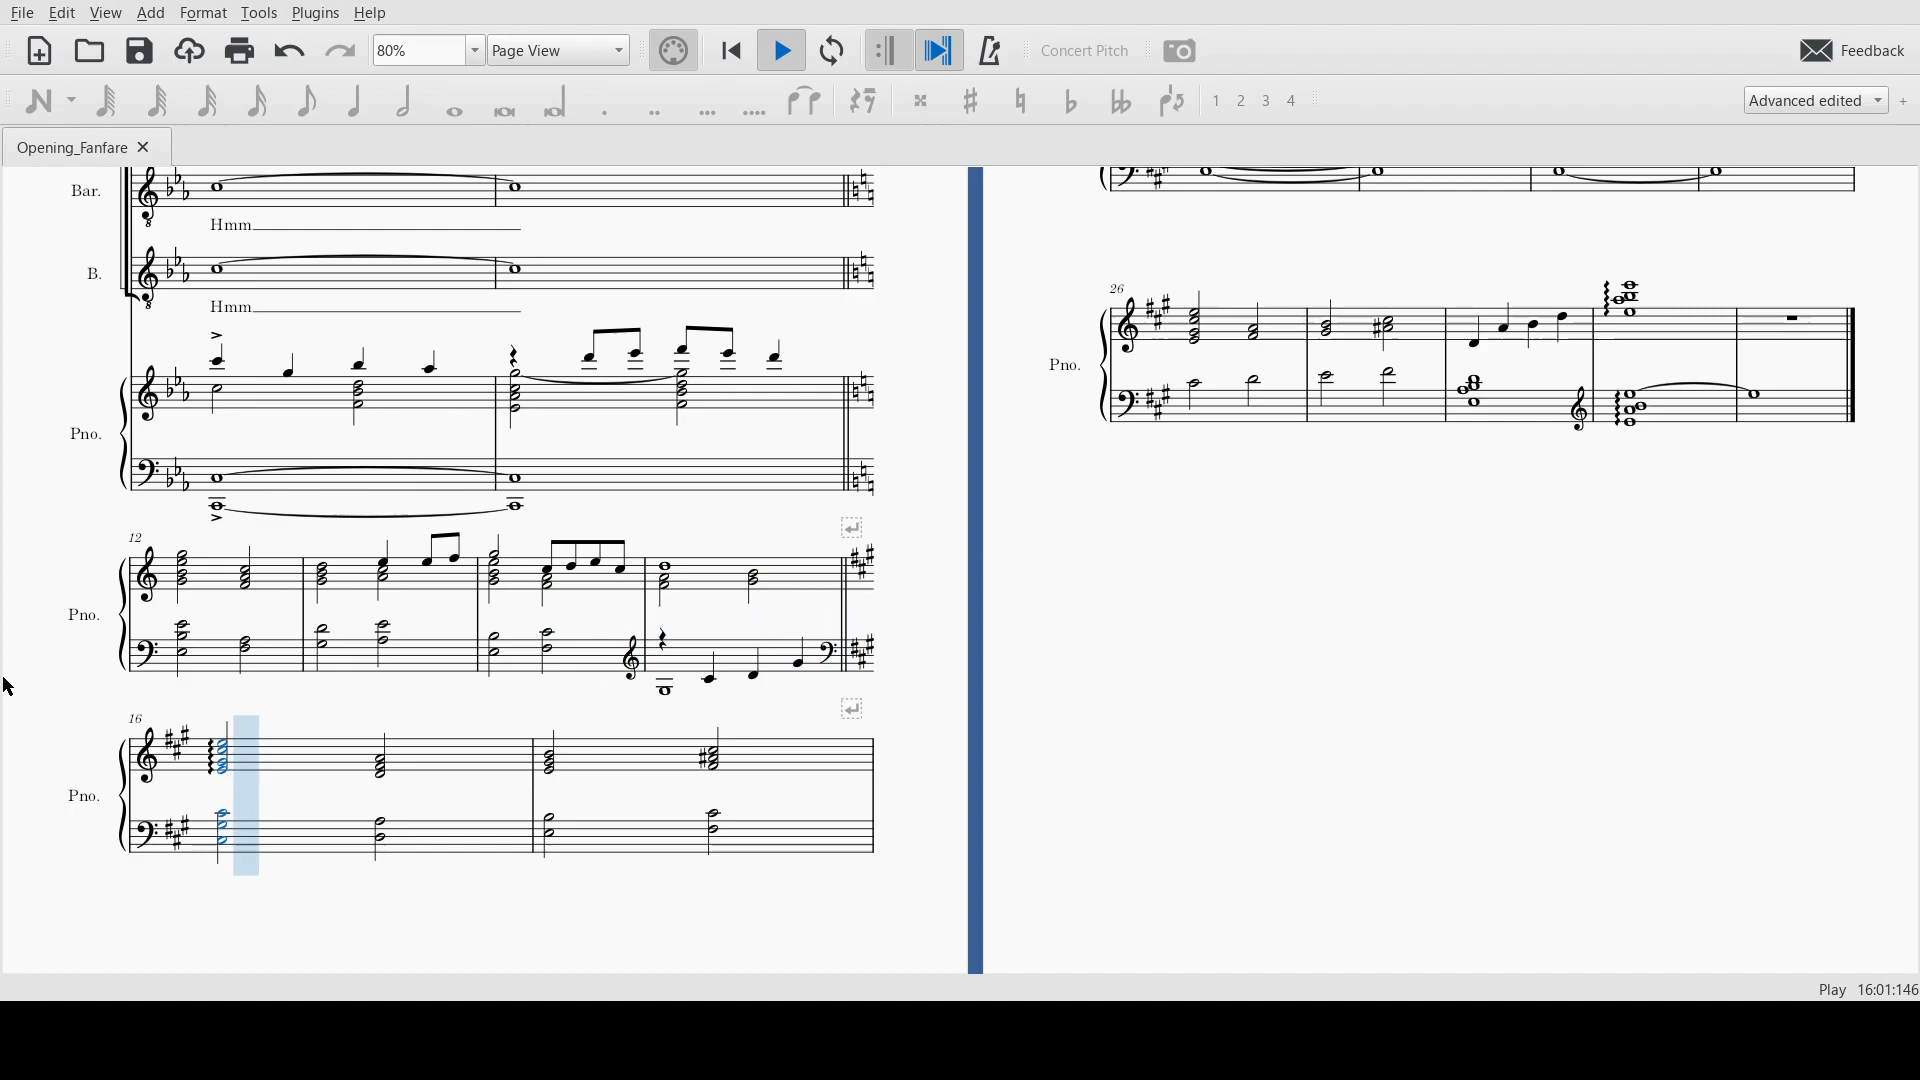 File Edit View Add Format Tools Plugins Help
80% Page View Concert Pitch Feedback
1 2 3 4 Advanced edited +
Opening_Fanfare
Bar.
Hmm
B.
Hmm
Pno.
12
Pno.
16
Pno.
26
Pno.
Play 16:01:146